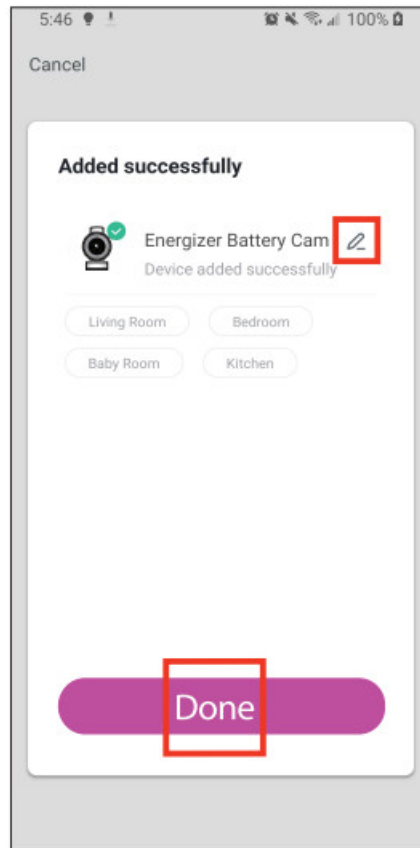 5:46 100%
Cancel
Added successfully
Energizer Battery Cam
Device added successfully
Living Room Bedroom
Baby Room Kitchen
Done